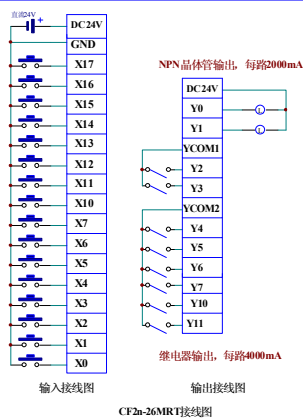 直流24V
+
DC24V
GND
X17
X16
X15
X14
X13
X12
X11
X10
X7
X6
X5
X4
X3
X2
X1
X0
输入接线图
NPN晶体管输出，每路2000mA
DC24V
Y0
L
Y1
L
YCOM1
Y2
Y3
YCOM2
Y4
Y5
Y6
Y7
Y10
Y11
继电器输出，每路4000mA
输出接线图
CF2n-26MRT接线图